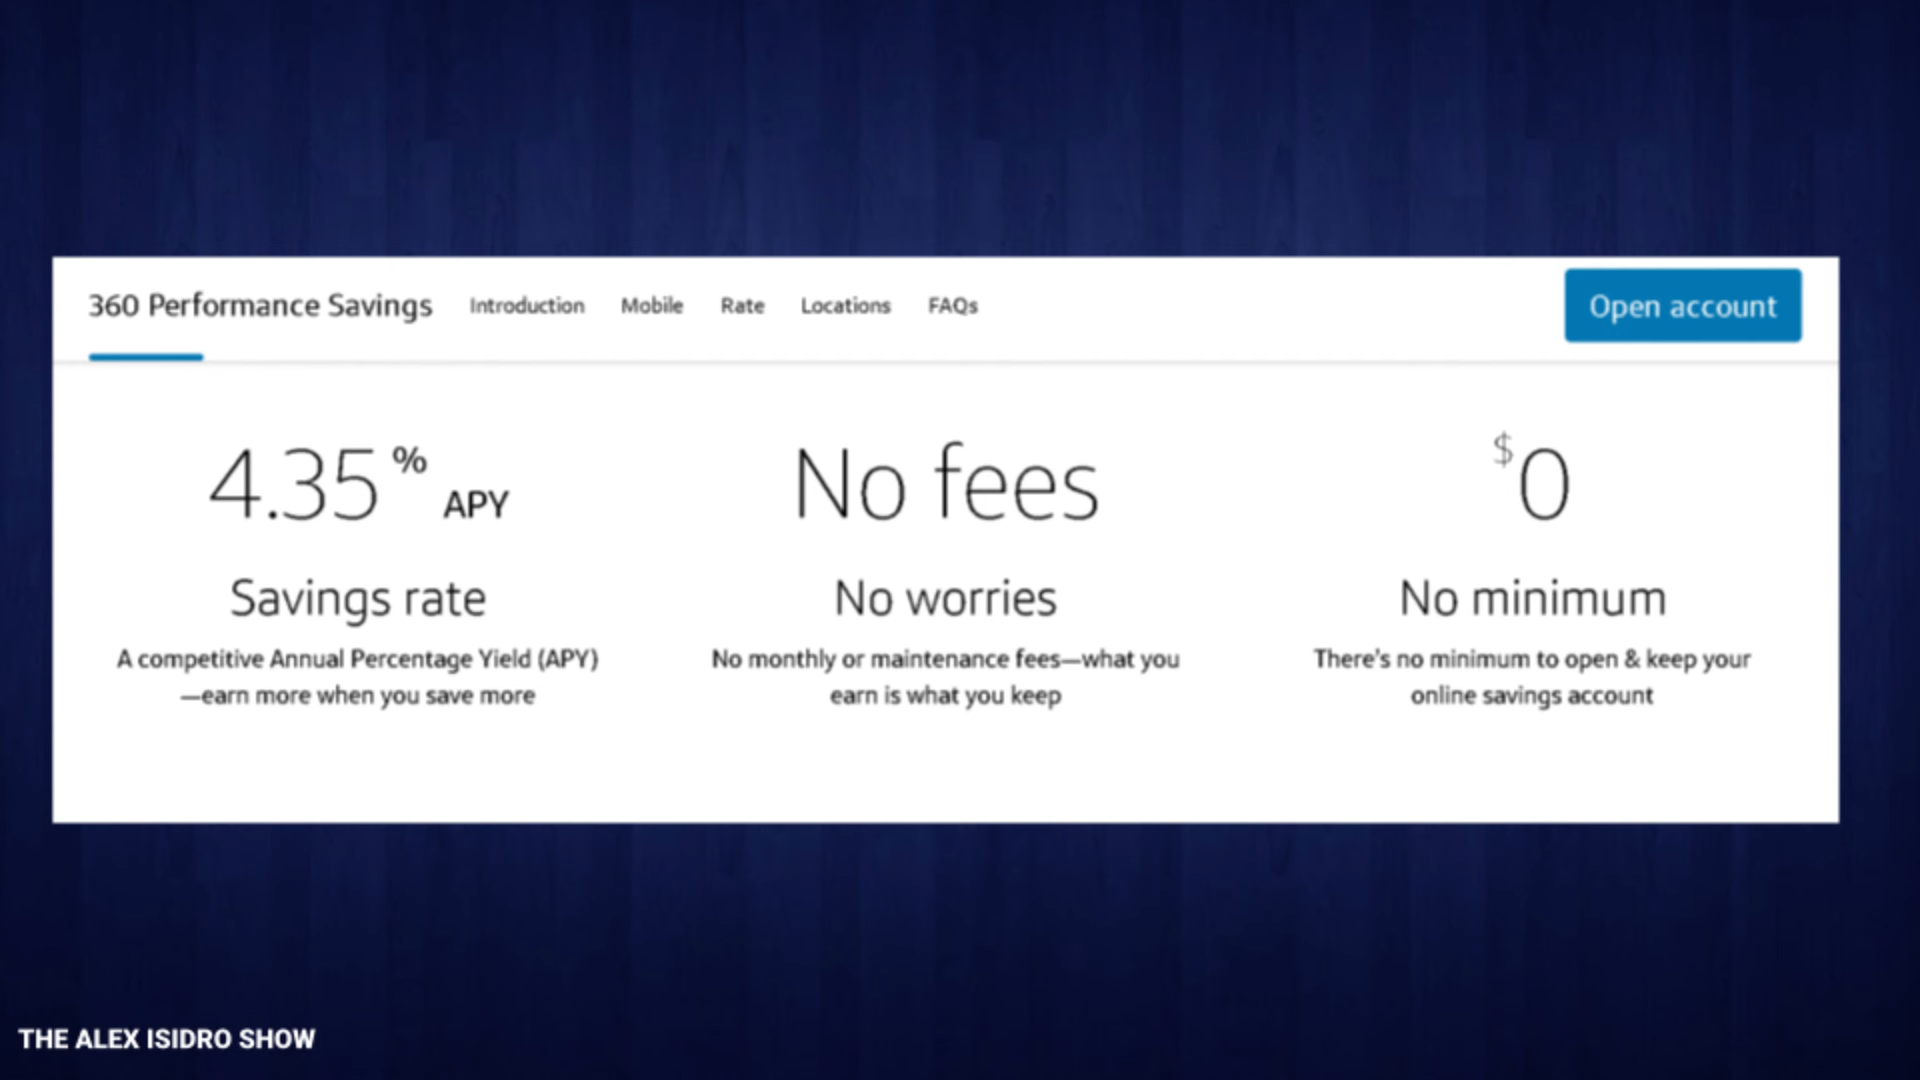 360 Performance Savings Introduction Mobile Rate Locations FAQs Open account
4.35% APY
Savings rate
A competitive Annual Percentage Yield (APY)
—earn more when you save more
No fees
No worries
No monthly or maintenance fees—what you
earn is what you keep
$0
No minimum
There's no minimum to open & keep your
online savings account
THE ALEX ISIDRO SHOW